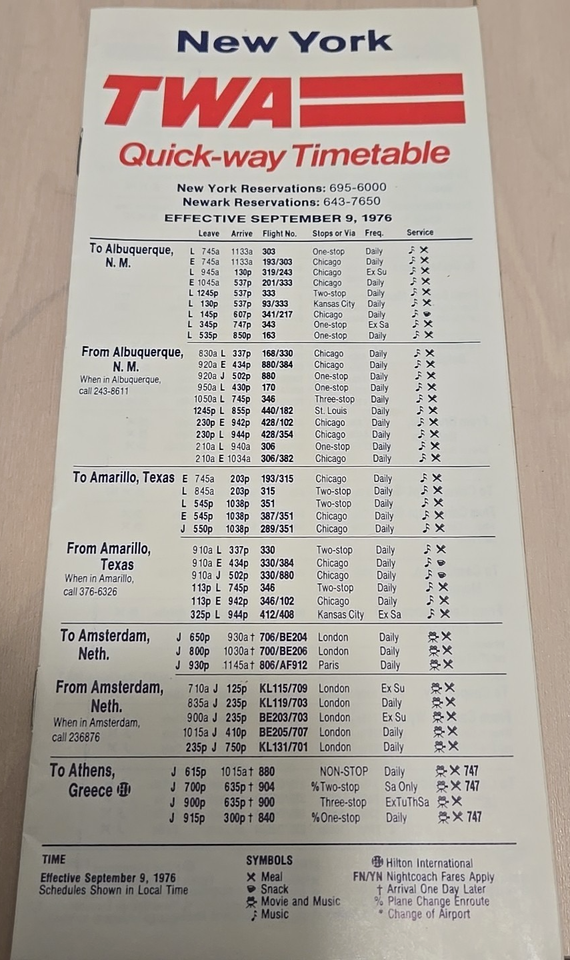 New York
TWA
Quick-way Timetable
New York Reservations: 695-6000
Newark Reservations: 643-7650
EFFECTIVE SEPTEMBER 9, 1976
Leave Arrive Flight No. Stops or Via Freq. Service
To Albuquerque, N. M.
L 745a 1133a 303 One-stop Daily
E 745a 1133a 193/303 Chicago Daily
L 945a 130p 319/243 Chicago Ex Su
E 1045a 537p 201/333 Chicago Daily
L 1245p 537p 333 Two-stop Daily
L 130p 537p 93/333 Kansas City Daily
L 145p 607p 341/217 Chicago Daily
L 345p 747p 343 One-stop Ex Sa
L 535p 850p 163 One-stop Daily
From Albuquerque, N. M.
When in Albuquerque,
call 243-8611
830a L 337p 168/330 Chicago Daily
920a E 434p 880/384 Chicago Daily
920a J 502p 880 One-stop Daily
950a L 430p 170 One-stop Daily
1050a L 745p 346 Three-stop Daily
1245p L 855p 440/182 St. Louis Daily
230p E 942p 428/102 Chicago Daily
230p L 944p 428/354 Chicago Daily
210a L 940a 306 One-stop Daily
210a E 1034a 306/382 Chicago Daily
To Amarillo, Texas
E 745a 203p 193/315 Chicago Daily
L 845a 203p 315 Two-stop Daily
L 545p 1038p 351 Two-stop Daily
E 545p 1038p 387/351 Chicago Daily
J 550p 1038p 289/351 Chicago Daily
From Amarillo, Texas
When in Amarillo,
call 376-6326
910a L 337p 330 Two-stop Daily
910a E 434p 330/384 Chicago Daily
910a J 502p 330/880 Chicago Daily
113p L 745p 346 Two-stop Daily
113p E 942p 346/102 Chicago Daily
325p L 944p 412/408 Kansas City Ex Sa
To Amsterdam, Neth.
J 650p 930a† 706/BE204 London Daily
J 800p 1030a† 700/BE206 London Daily
J 930p 1145a† 806/AF912 Paris Daily
From Amsterdam, Neth.
When in Amsterdam,
call 236876
710a J 125p KL115/709 London Ex Su
835a J 235p KL119/703 London Daily
900a J 235p BE203/703 London Ex Su
1015a J 410p BE205/707 London Daily
235p J 750p KL131/701 London Daily
To Athens, Greece
J 615p 1015a† 880 NON-STOP Daily 747
J 700p 635p† 904 %Two-stop Sa Only 747
J 900p 635p† 900 Three-stop ExTuThSa
J 915p 300p† 840 %One-stop Daily 747
TIME
Effective September 9, 1976
Schedules Shown in Local Time
SYMBOLS
Meal
Snack
Movie and Music
Music
Hilton International
FN/YN Nightcoach Fares Apply
† Arrival One Day Later
% Plane Change Enroute
* Change of Airport